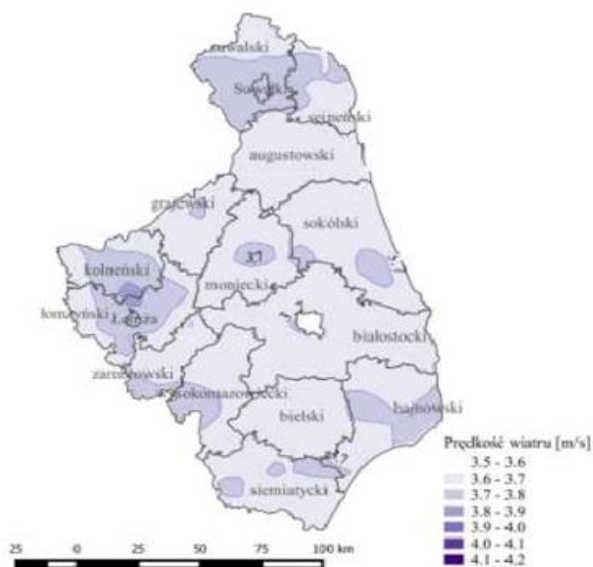 suwalski
Suwałki
sejneński
augustowski
grajewski
sokólski
3.7
kolneński
moniecki
łomżyński
Łomża
białostocki
zambrowski
wysokomazowiecki
hajnowski
bielski
siemiatycki
Prędkość wiatru [m/s]
3.5 - 3.6
3.6 - 3.7
3.7 - 3.8
3.8 - 3.9
3.9 - 4.0
4.0 - 4.1
4.1 - 4.2
25 0 25 50 75 100 km